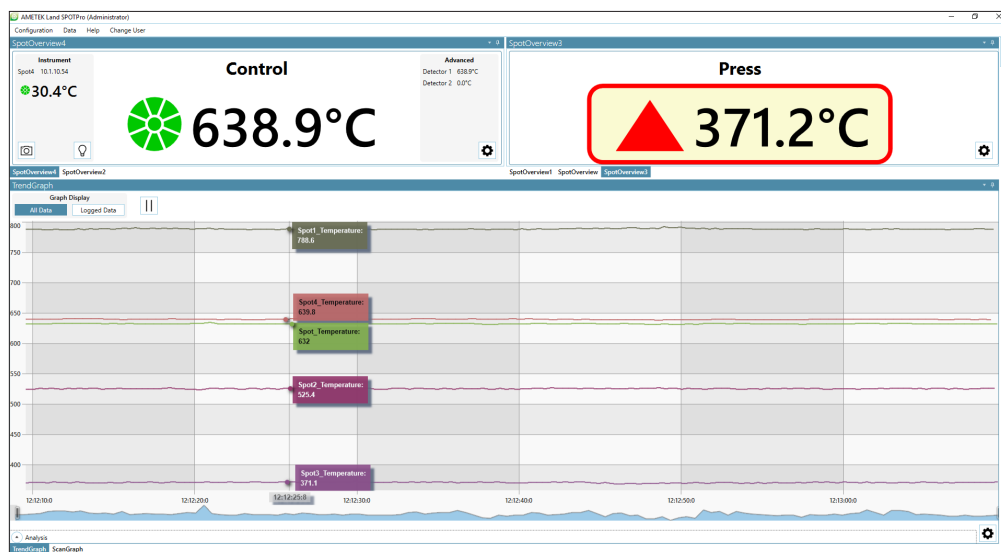 AMETEK Land SPOTPro (Administrator)
Configuration Data Help Change User
SpotOverview4
SpotOverview3
Instrument
Spot4 10.1.10.54
30.4°C
Control
638.9°C
Advanced
Detector 1 638.9°C
Detector 2 0.0°C
Press
371.2°C
SpotOverview4 SpotOverview2
SpotOverview1 SpotOverview SpotOverview3
TrendGraph
Graph Display
All Data Logged Data
800
750
700
650
600
550
500
450
400
Spot1_Temperature:
788.6
Spot4_Temperature:
639.8
Spot_Temperature:
632
Spot2_Temperature:
525.4
Spot3_Temperature:
371.1
12:12:10:0 12:12:20:0 12:12:25:8 12:12:30:0 12:12:40:0 12:12:50:0 12:13:00:0
Analysis
TrendGraph ScanGraph